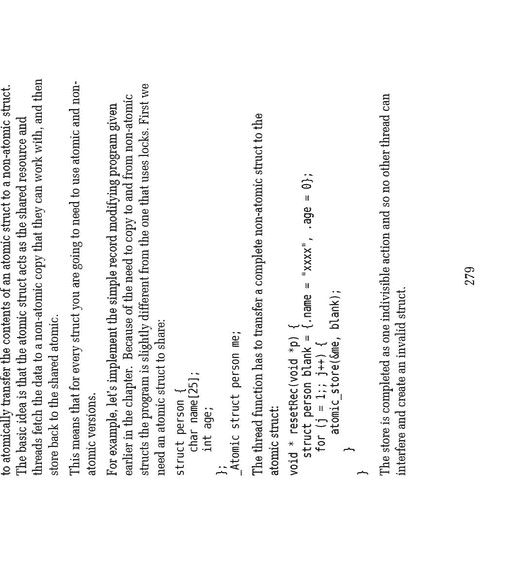 to atomically transfer the contents of an atomic struct to a non-atomic struct.
The basic idea is that the atomic struct acts as the shared resource and
threads fetch the data to a non-atomic copy that they can work with, and then
store back to the shared atomic.
This means that for every struct you are going to need to use atomic and non-
atomic versions.
For example, let's implement the simple record modifying program given
earlier in the chapter. Because of the need to copy to and from non-atomic
structs the program is slightly different from the one that uses locks. First we
need an atomic struct to share:
struct person {
char name[25];
int age;
};
_Atomic struct person me;
The thread function has to transfer a complete non-atomic struct to the
atomic struct:
void * resetRec(void *p) {
struct person blank = {.name = "xxxx", .age = 0};
for (j = 1;; j++) {
atomic_store(&me, blank);
}
}
The store is completed as one indivisible action and so no other thread can
interfere and create an invalid struct.
279